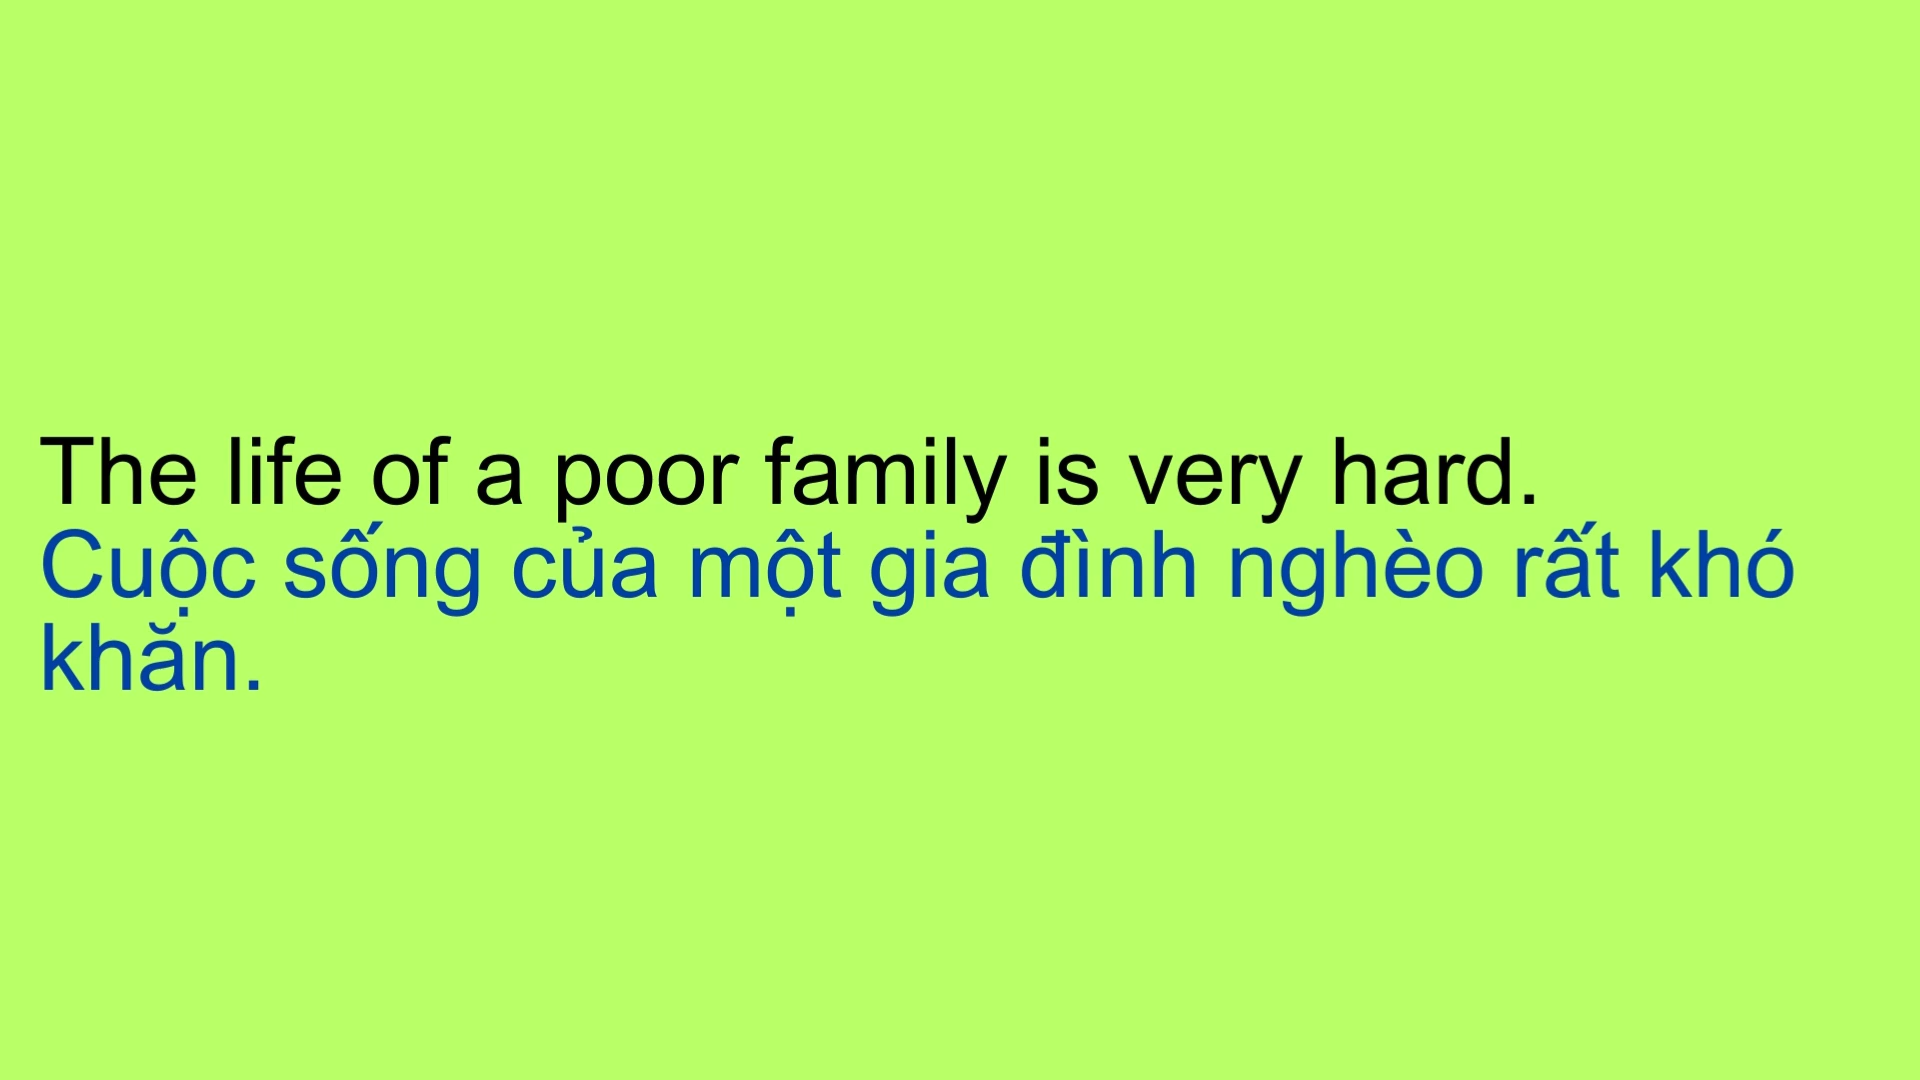 The life of a poor family is very hard.
Cuộc sống của một gia đình nghèo rất khó
khăn.